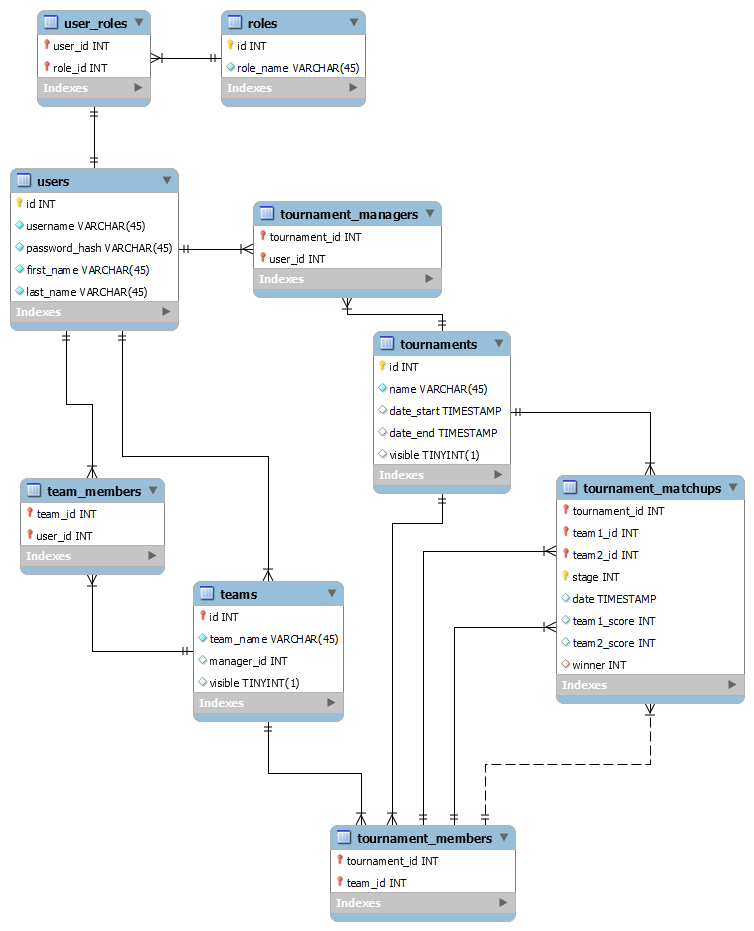 user_roles
user_id INT
role_id INT
Indexes
roles
id INT
role_name VARCHAR(45)
Indexes
users
id INT
username VARCHAR(45)
password_hash VARCHAR(45)
first_name VARCHAR(45)
last_name VARCHAR(45)
Indexes
tournament_managers
tournament_id INT
user_id INT
Indexes
tournaments
id INT
name VARCHAR(45)
date_start TIMESTAMP
date_end TIMESTAMP
visible TINYINT(1)
Indexes
team_members
team_id INT
user_id INT
Indexes
tournament_matchups
tournament_id INT
team1_id INT
team2_id INT
stage INT
date TIMESTAMP
team1_score INT
team2_score INT
winner INT
Indexes
teams
id INT
team_name VARCHAR(45)
manager_id INT
visible TINYINT(1)
Indexes
tournament_members
tournament_id INT
team_id INT
Indexes